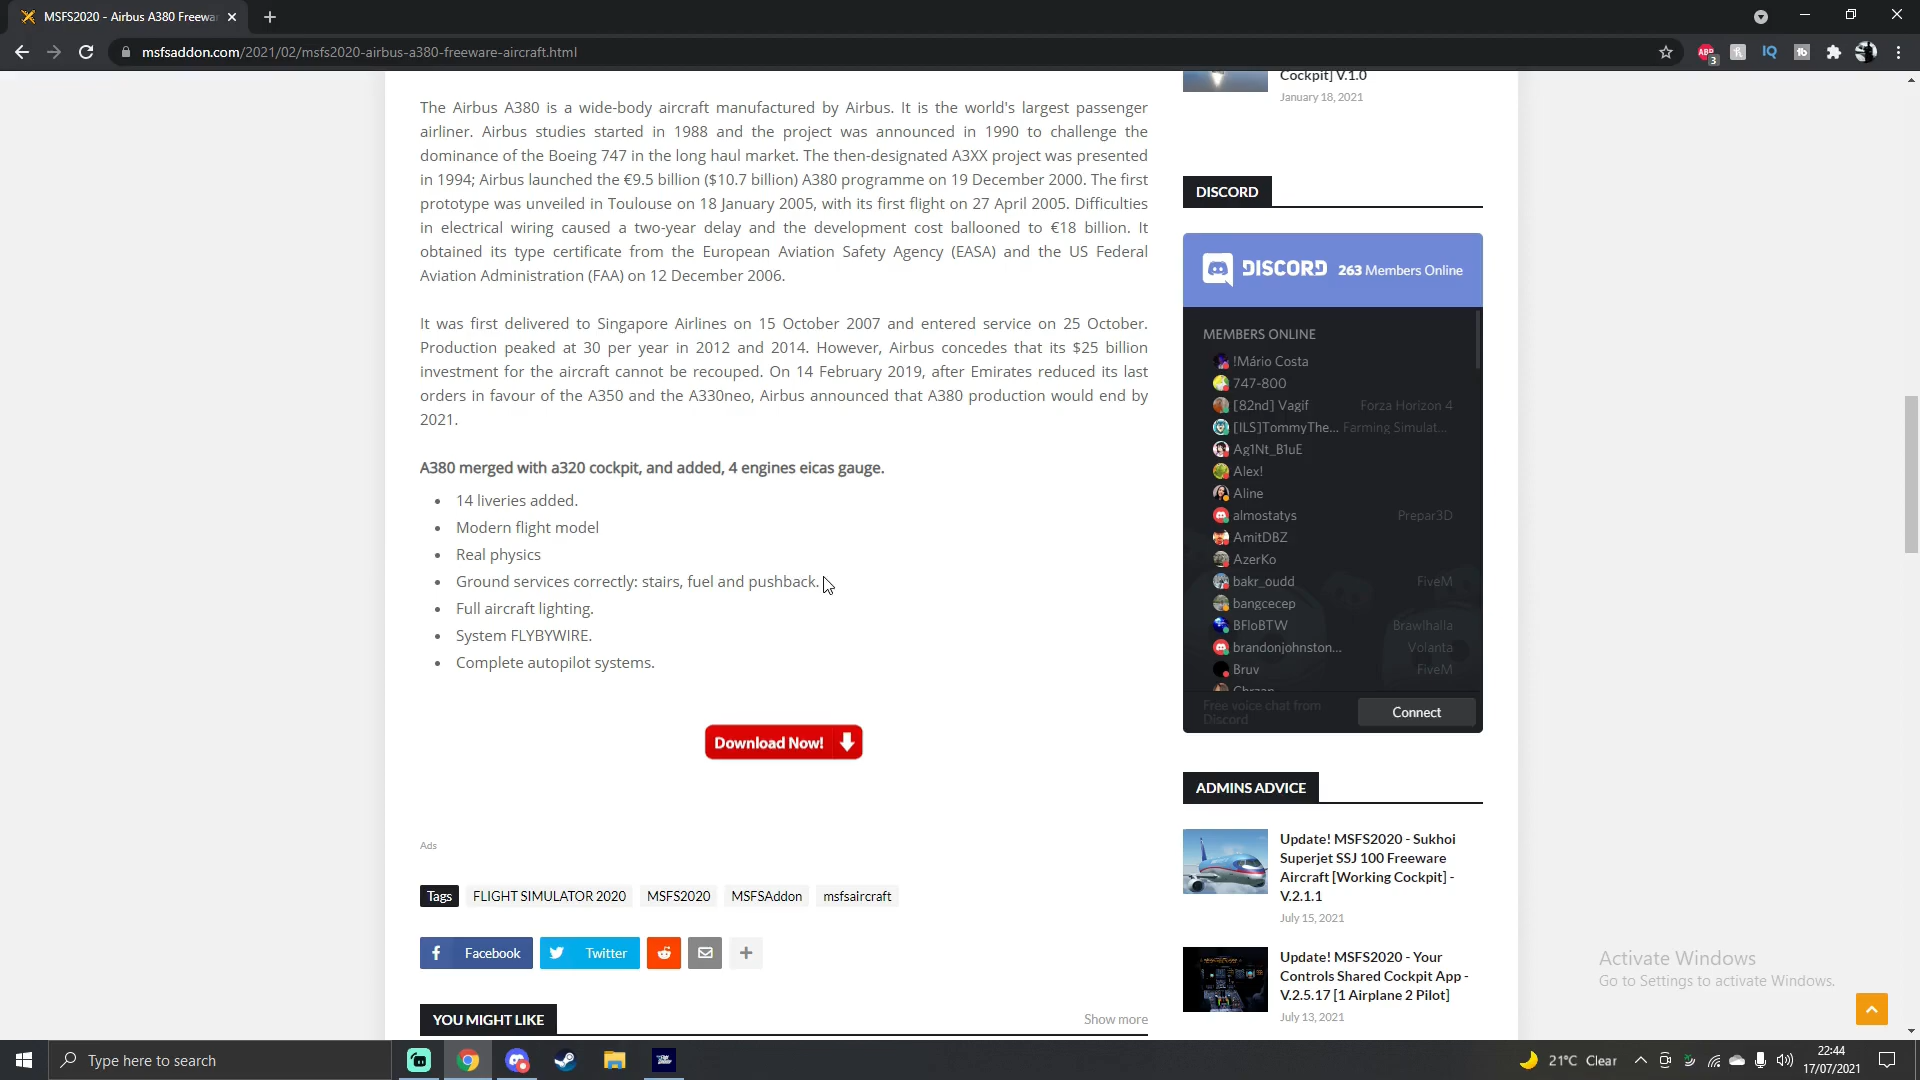 MSFS2020 - Airbus A380 Freewar
msfsaddon.com/2021/02/msfs2020-airbus-a380-freeware-aircraft.html
ABP
3
IQ
tb
The Airbus A380 is a wide-body aircraft manufactured by Airbus. It is the world's largest passenger
airliner. Airbus studies started in 1988 and the project was announced in 1990 to challenge the
dominance of the Boeing 747 in the long haul market. The then-designated A3XX project was presented
in 1994; Airbus launched the €9.5 billion ($10.7 billion) A380 programme on 19 December 2000. The first
prototype was unveiled in Toulouse on 18 January 2005, with its first flight on 27 April 2005. Difficulties
in electrical wiring caused a two-year delay and the development cost ballooned to €18 billion. It
obtained its type certificate from the European Aviation Safety Agency (EASA) and the US Federal
Aviation Administration (FAA) on 12 December 2006.
It was first delivered to Singapore Airlines on 15 October 2007 and entered service on 25 October.
Production peaked at 30 per year in 2012 and 2014. However, Airbus concedes that its $25 billion
investment for the aircraft cannot be recouped. On 14 February 2019, after Emirates reduced its last
orders in favour of the A350 and the A330neo, Airbus announced that A380 production would end by
2021.
A380 merged with a320 cockpit, and added, 4 engines eicas gauge.
14 liveries added.
Modern flight model
Real physics
Ground services correctly: stairs, fuel and pushback.
Full aircraft lighting.
System FLYBYWIRE.
Complete autopilot systems.
Download Now!
Ads
Tags FLIGHT SIMULATOR 2020 MSFS2020 MSFSAddon msfsaircraft
Facebook Twitter
YOU MIGHT LIKE
Show more
Cockpit] V.1.0
January 18, 2021
DISCORD
DISCORD 263 Members Online
MEMBERS ONLINE
!Mário Costa
747-800
[82nd] Vagif Forza Horizon 4
[ILS]TommyThe... Farming Simulat...
Ag1Nt_B1uE
Alex!
Aline
almostatys Prepar3D
AmitDBZ
AzerKo
bakr_oudd FiveM
bangcecep
BFloBTW Brawlhalla
brandonjohnston... Volanta
Bruv FiveM
Free voice chat from
Discord
Connect
ADMINS ADVICE
Update! MSFS2020 - Sukhoi
Superjet SSJ 100 Freeware
Aircraft [Working Cockpit] -
V.2.1.1
July 15, 2021
Update! MSFS2020 - Your
Controls Shared Cockpit App -
V.2.5.17 [1 Airplane 2 Pilot]
July 13, 2021
Activate Windows
Go to Settings to activate Windows.
Type here to search
21°C Clear
22:44
17/07/2021